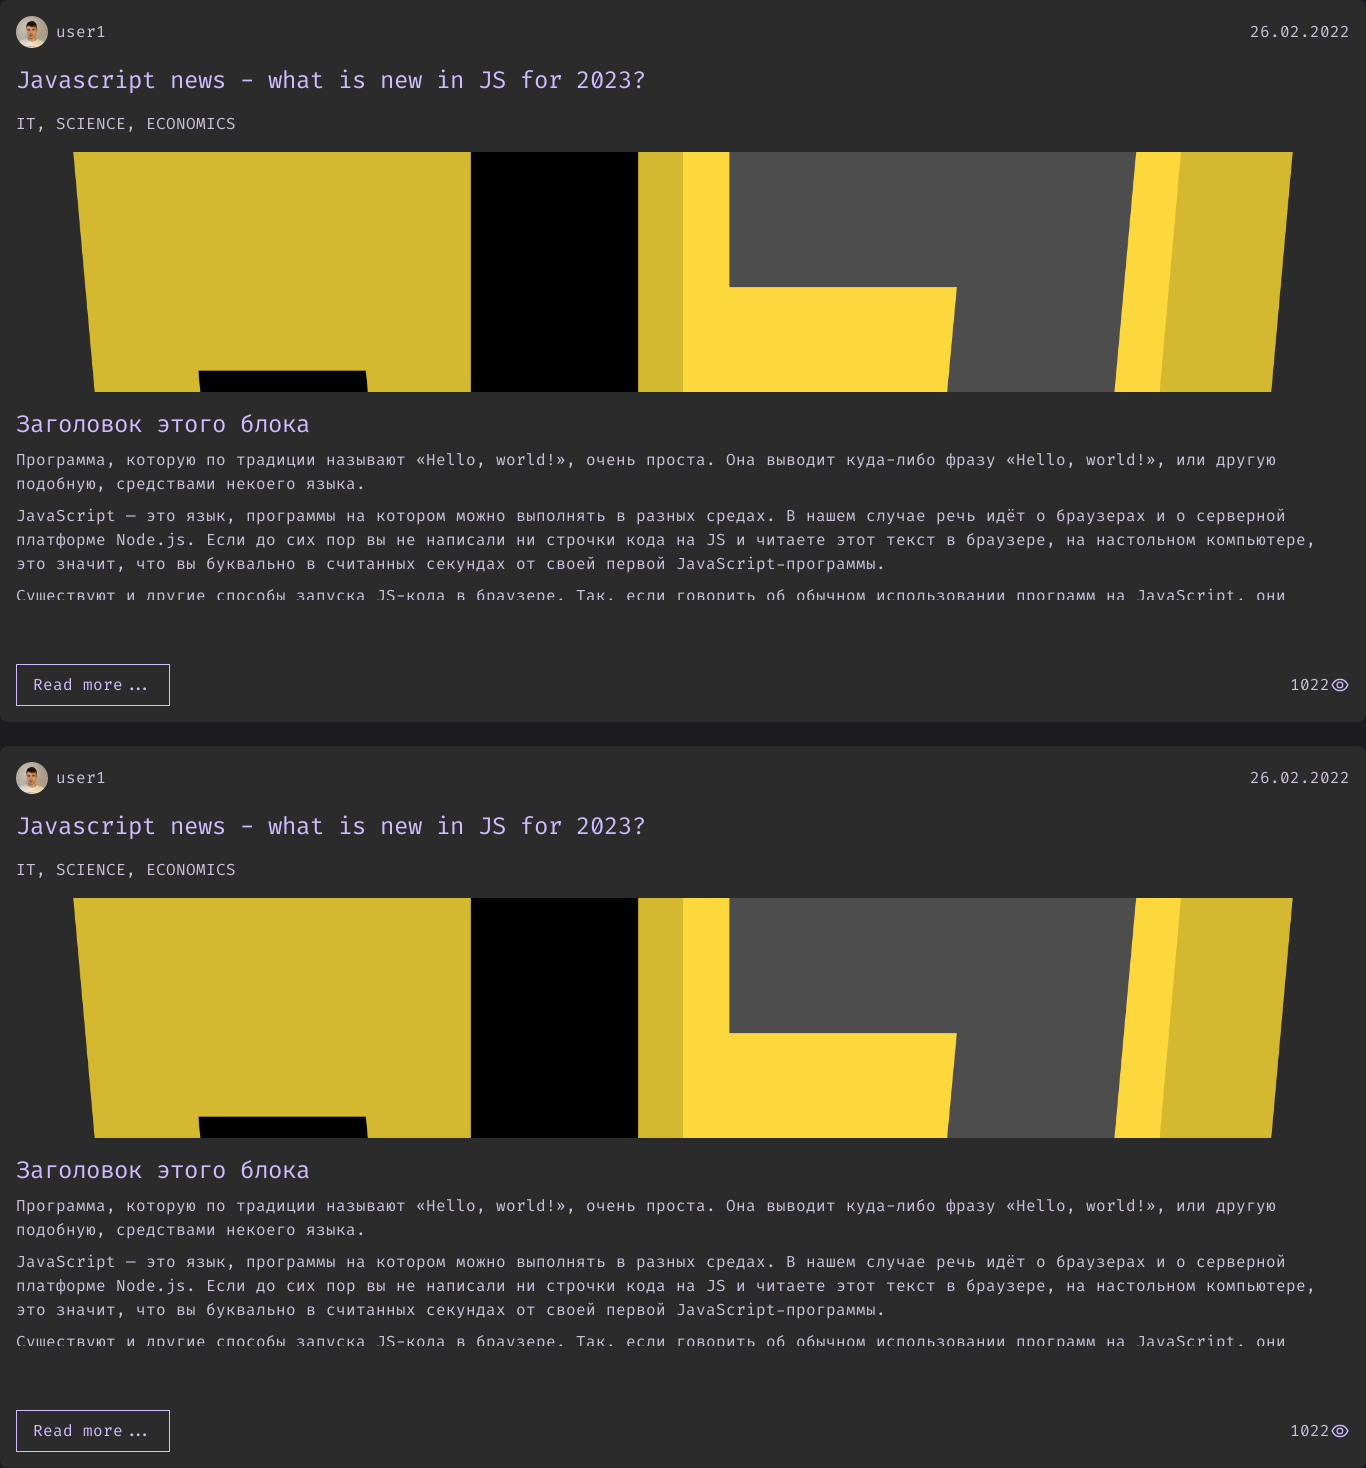 user1 26.02.2022
Javascript news - what is new in JS for 2023?
IT, SCIENCE, ECONOMICS
Заголовок этого блока
Программа, которую по традиции называют «Hello, world!», очень проста. Она выводит куда-либо фразу «Hello, world!», или другую
подобную, средствами некоего языка.
JavaScript — это язык, программы на котором можно выполнять в разных средах. В нашем случае речь идёт о браузерах и о серверной
платформе Node.js. Если до сих пор вы не написали ни строчки кода на JS и читаете этот текст в браузере, на настольном компьютере,
это значит, что вы буквально в считанных секундах от своей первой JavaScript-программы.
Существуют и другие способы запуска JS-кода в браузере. Так, если говорить об обычном использовании программ на JavaScript, они
Read more... 1022
user1 26.02.2022
Javascript news - what is new in JS for 2023?
IT, SCIENCE, ECONOMICS
Заголовок этого блока
Программа, которую по традиции называют «Hello, world!», очень проста. Она выводит куда-либо фразу «Hello, world!», или другую
подобную, средствами некоего языка.
JavaScript — это язык, программы на котором можно выполнять в разных средах. В нашем случае речь идёт о браузерах и о серверной
платформе Node.js. Если до сих пор вы не написали ни строчки кода на JS и читаете этот текст в браузере, на настольном компьютере,
это значит, что вы буквально в считанных секундах от своей первой JavaScript-программы.
Существуют и другие способы запуска JS-кода в браузере. Так, если говорить об обычном использовании программ на JavaScript, они
Read more... 1022